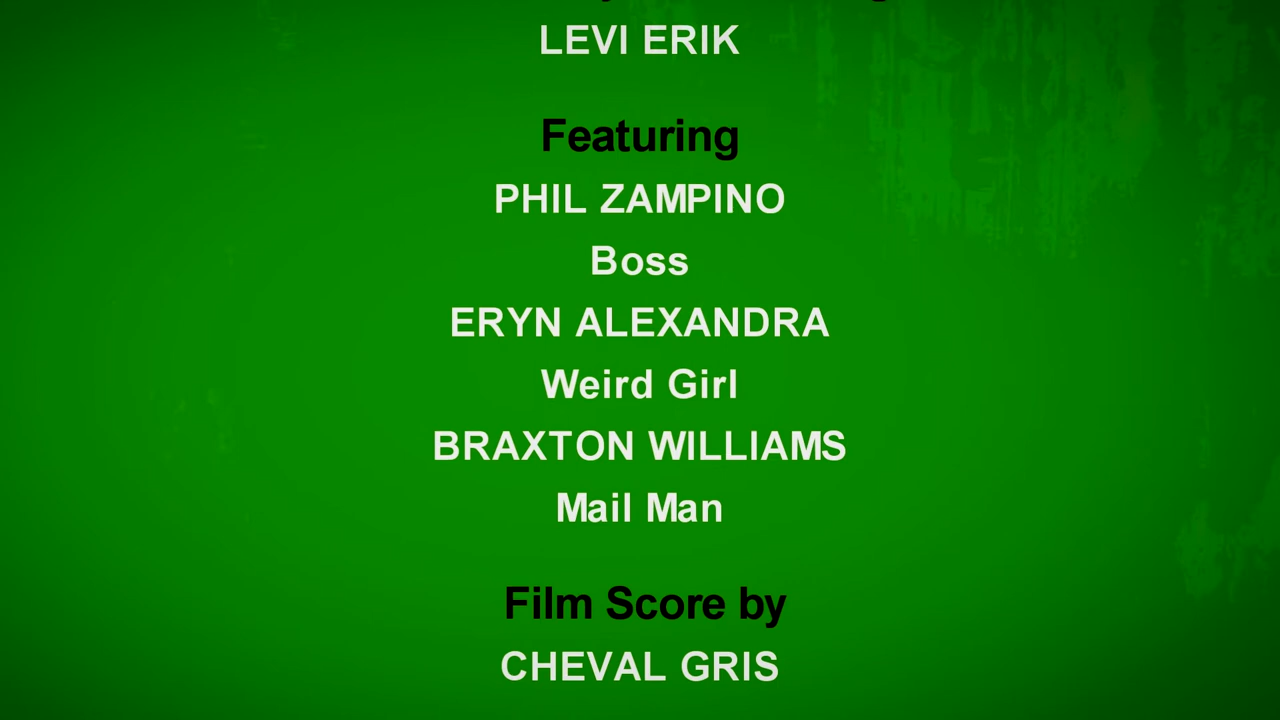 LEVI ERIK
Featuring
PHIL ZAMPINO
Boss
ERYN ALEXANDRA
Weird Girl
BRAXTON WILLIAMS
Mail Man
Film Score by
CHEVAL GRIS